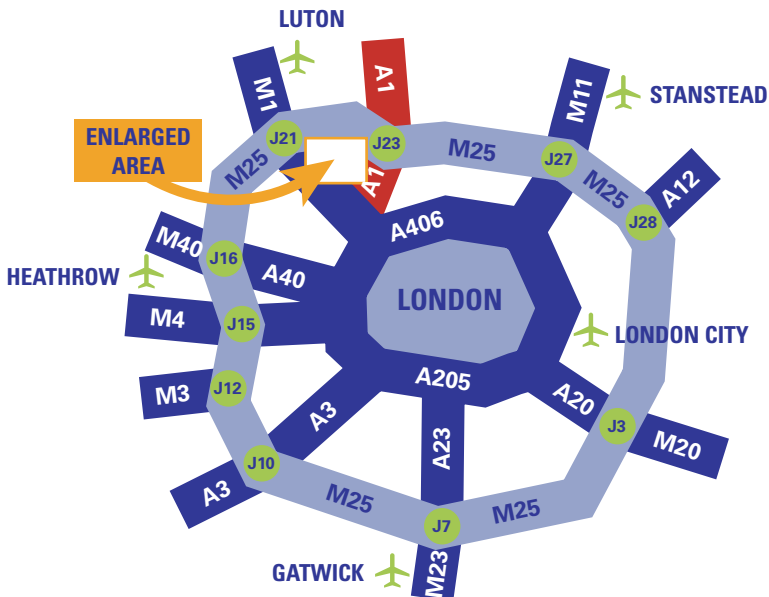 LUTON
M1
A1
M11
STANSTEAD
ENLARGED
AREA
J21
J23
M25
J27
M25
M25
A12
A1
J28
A406
M40
J16
A40
HEATHROW
LONDON
M4
J15
LONDON CITY
M3
J12
A205
A20
A3
J3
M20
A23
J10
A3
M25
M25
J7
GATWICK
M23